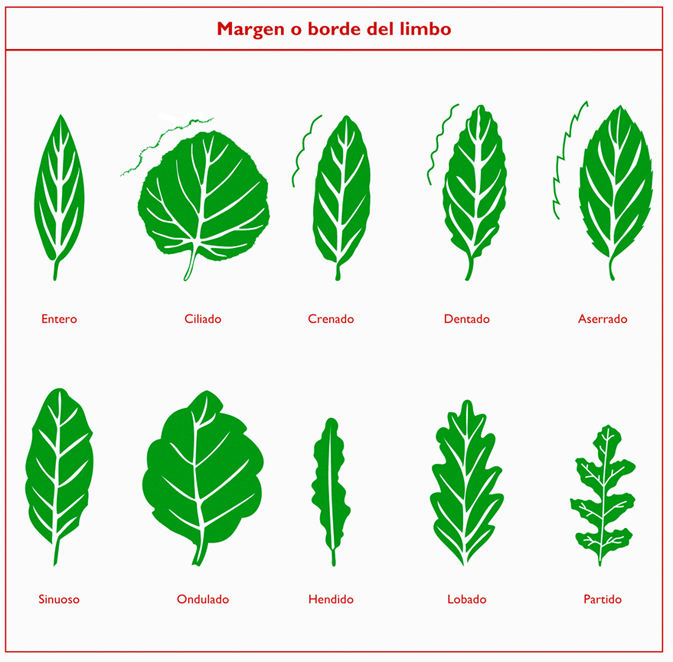 Margen o borde del limbo
Entero
Ciliado
Crenado
Dentado
Aserrado
Sinuoso
Ondulado
Hendido
Lobado
Partido